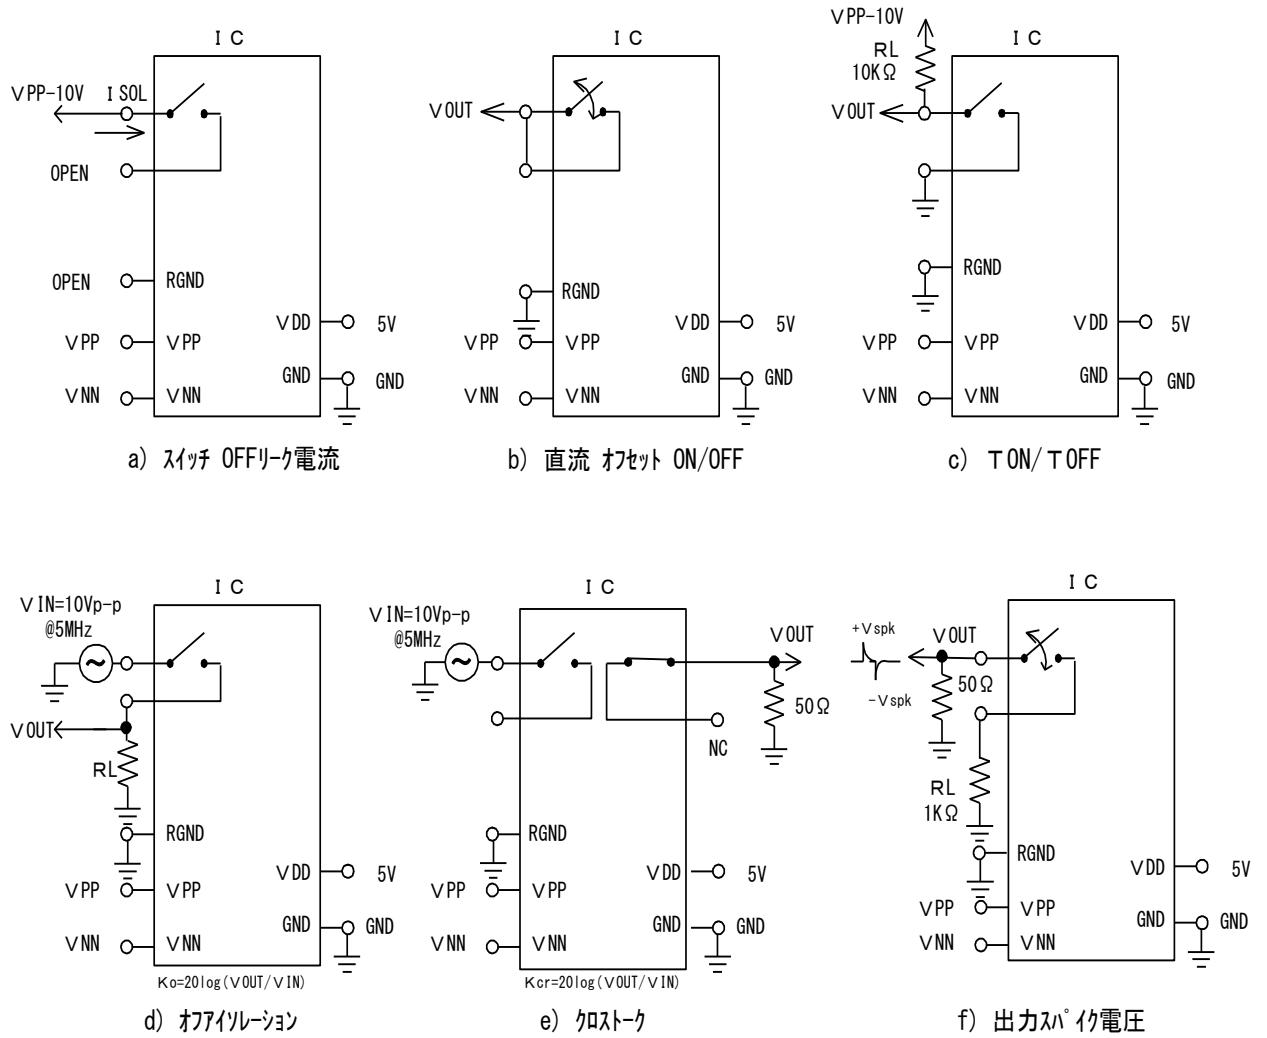 IC
VPP-10V
ISOL
OPEN
OPEN
RGND
VDD
5V
VPP
VPP
GND
GND
VNN
VNN
a) スイッチ OFFリーク電流
IC
VOUT
RGND
VDD
5V
VPP
VPP
GND
GND
VNN
VNN
b) 直流 オフセット ON/OFF
VPP-10V
IC
RL
10KΩ
VOUT
RGND
VDD
5V
VPP
VPP
GND
GND
VNN
VNN
c) TON/TOFF
IC
VIN=10Vp-p
@5MHz
VOUT
RL
RGND
VDD
5V
VPP
VPP
GND
GND
VNN
VNN
Ko=20log(VOUT/VIN)
d) オフアイソレーション
IC
VIN=10Vp-p
@5MHz
VOUT
50Ω
NC
RGND
VDD
5V
VPP
VPP
GND
GND
VNN
VNN
Kcr=20log(VOUT/VIN)
e) クロストーク
IC
+Vspk
VOUT
50Ω
-Vspk
RL
1KΩ
RGND
VDD
5V
VPP
VPP
GND
GND
VNN
VNN
f) 出力スパイク電圧